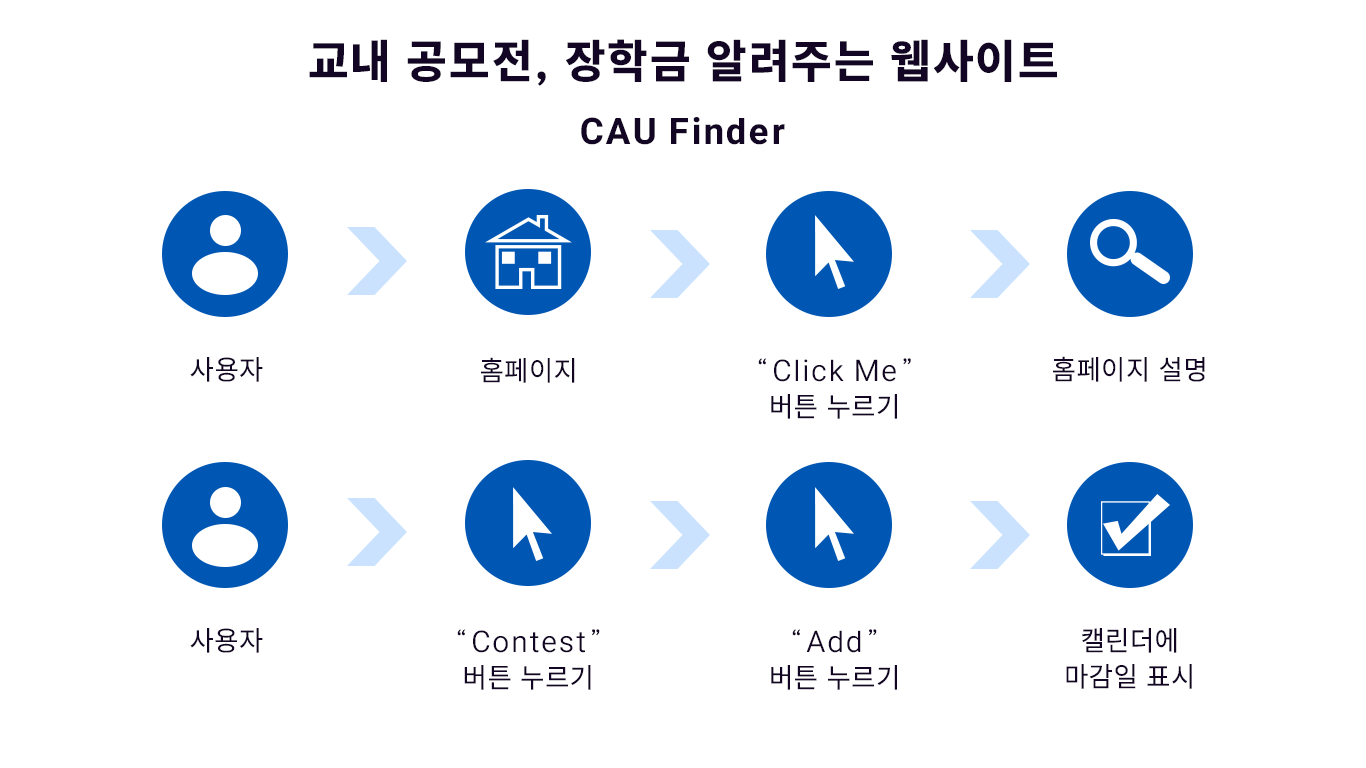 교내 공모전, 장학금 알려주는 웹사이트
CAU Finder
사용자
홈페이지
“Click Me”
버튼 누르기
홈페이지 설명
사용자
“Contest”
버튼 누르기
“Add”
버튼 누르기
캘린더에
마감일 표시